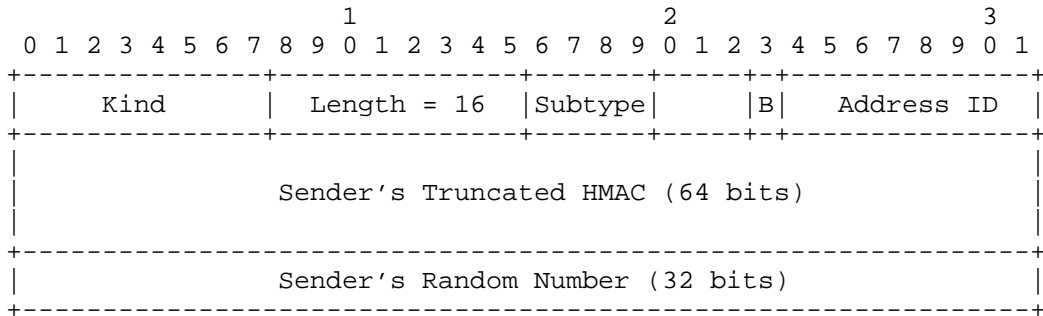 1                   2                   3
 0 1 2 3 4 5 6 7 8 9 0 1 2 3 4 5 6 7 8 9 0 1 2 3 4 5 6 7 8 9 0 1
+---------------+---------------+-------+-----+-+---------------+
|     Kind      |  Length = 16  |Subtype|     |B|   Address ID  |
+---------------+---------------+-------+-----+-+---------------+
|                                                               |
|                Sender’s Truncated HMAC (64 bits)              |
|                                                               |
+---------------------------------------------------------------+
|                Sender’s Random Number (32 bits)               |
+---------------------------------------------------------------+